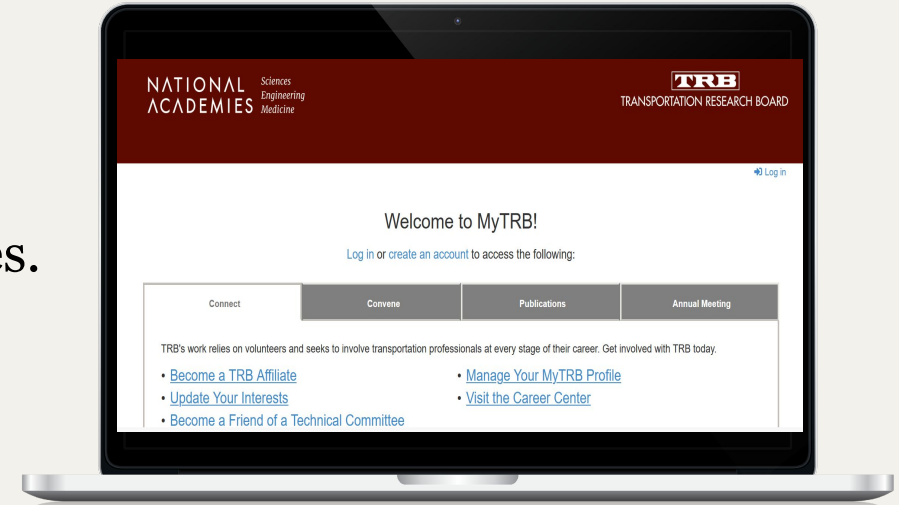 es.
NATIONAL
ACADEMIES
Sciences
Engineering
Medicine
TRB
TRANSPORTATION RESEARCH BOARD
Log in
Welcome to MyTRB!
Log in or create an account to access the following:
Connect
Convene
Publications
Annual Meeting
TRB's work relies on volunteers and seeks to involve transportation professionals at every stage of their career. Get involved with TRB today.
• Become a TRB Affiliate
• Update Your Interests
• Become a Friend of a Technical Committee
• Manage Your MyTRB Profile
• Visit the Career Center